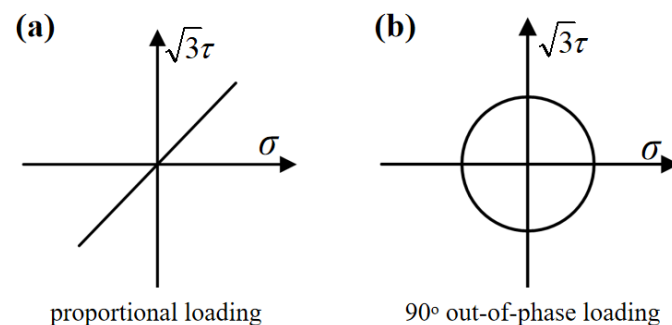 (a)
√3τ
σ
proportional loading
(b)
√3τ
σ
90° out-of-phase loading